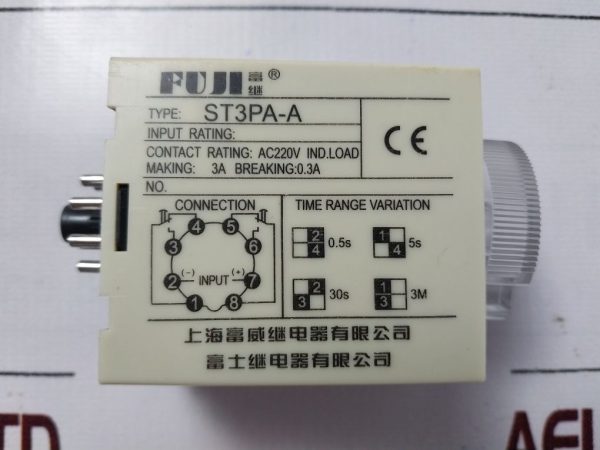 FUJI 富继®
TYPE: ST3PA-A
INPUT RATING:
CONTACT RATING: AC220V IND.LOAD
MAKING: 3A BREAKING:0.3A
CE
NO.
CONNECTION
4 5
3 6
2 (-) INPUT (+) 7
1 8
TIME RANGE VARIATION
2 4 0.5s
1 4 5s
2 3 30s
1 3 3M
上海富威继电器有限公司
富士继电器有限公司
LTD
AEL